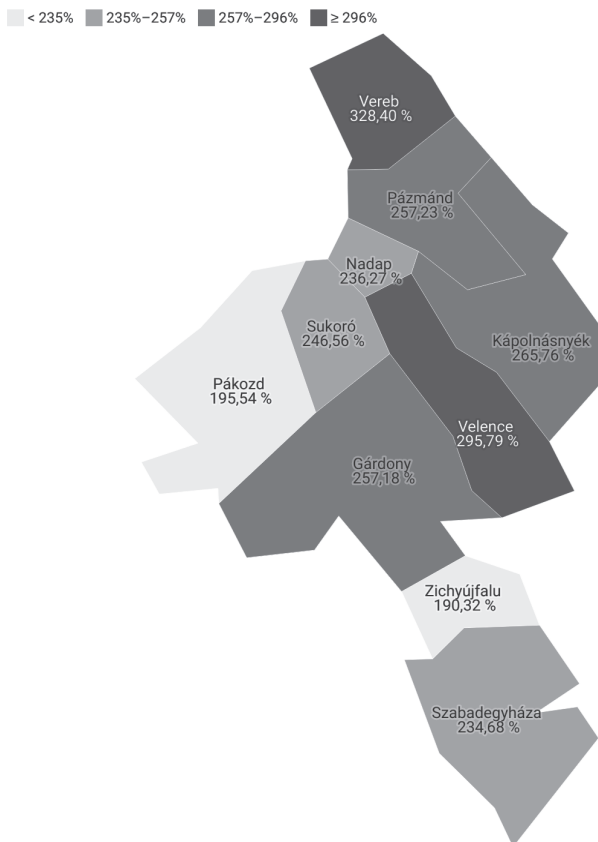 < 235% 235%–257% 257%–296% ≥ 296%
Vereb
328,40 %
Pázmánd
257,23 %
Nadap
236,27 %
Sukoró
246,56 %
Kápolnásnyék
265,76 %
Pákozd
195,54 %
Velence
295,79 %
Gárdony
257,18 %
Zichyújfalu
190,32 %
Szabadegyháza
234,68 %